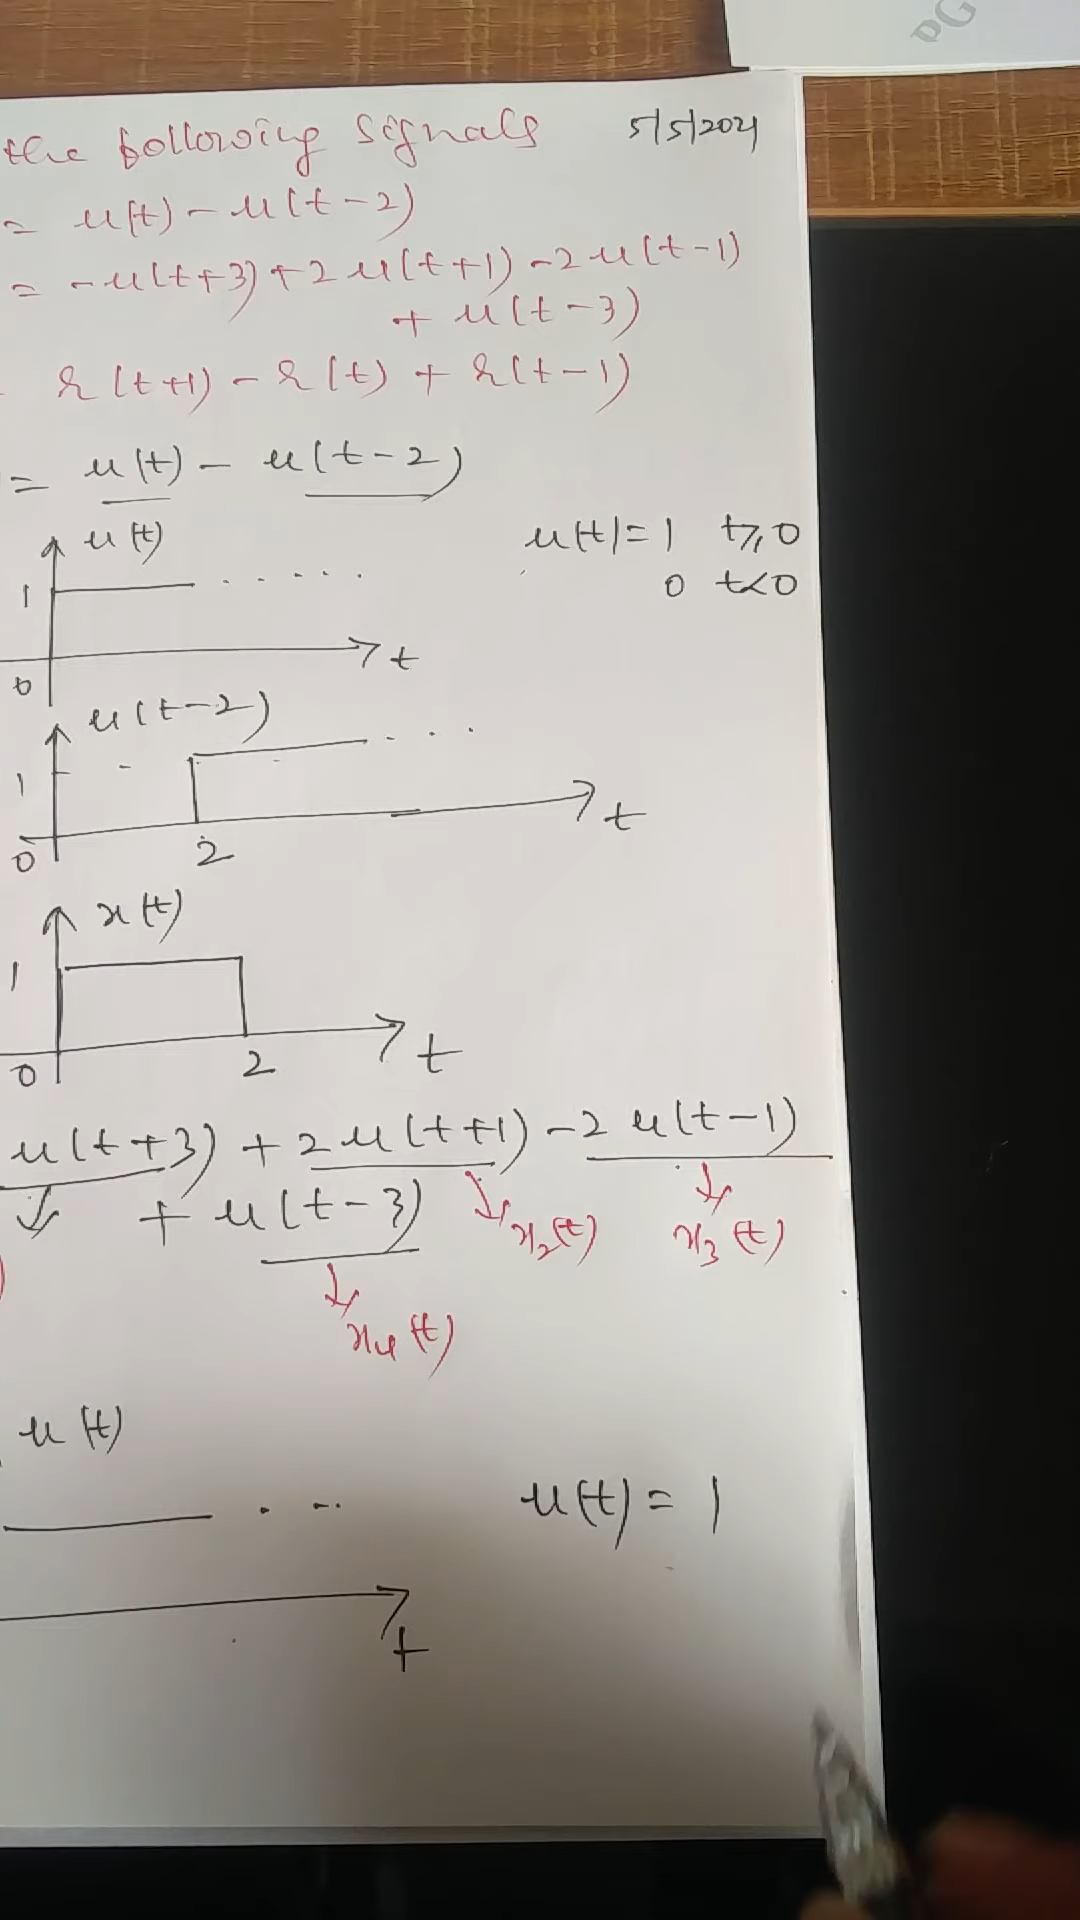 PG
the following signals 5/5/2021
= u(t) - u(t-2)
= -u(t+3) + 2u(t+1) - 2u(t-1)
+ u(t-3)
r(t+1) - r(t) + r(t-1)
= u(t) - u(t-2)
u(t)
u(t) = 1 t≥0
0 t<0
1
t
0
u(t-2)
1
t
0 2
x(t)
1
t
0 2
u(t+3) + 2u(t+1) - 2u(t-1)
+ u(t-3) x₂(t) x₃(t)
x₄(t)
u(t)
u(t) = 1
t